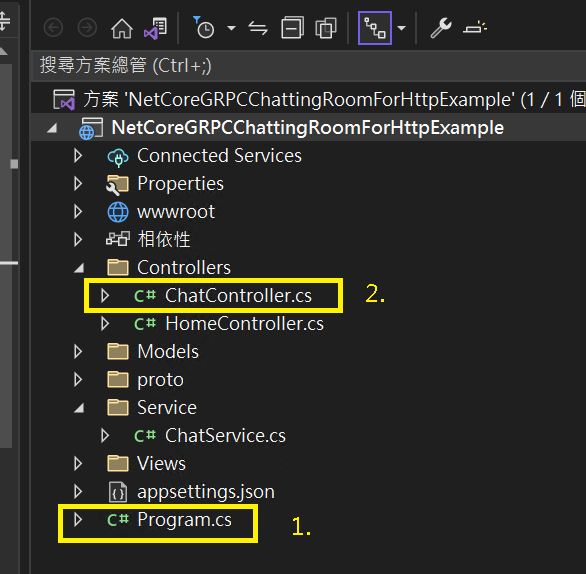 搜尋方案總管 (Ctrl+;)
方案 'NetCoreGRPCChattingRoomForHttpExample' (1 / 1 個
NetCoreGRPCChattingRoomForHttpExample
Connected Services
Properties
wwwroot
相依性
Controllers
C# ChatController.cs 2.
C# HomeController.cs
Models
proto
Service
C# ChatService.cs
Views
appsettings.json
C# Program.cs 1.